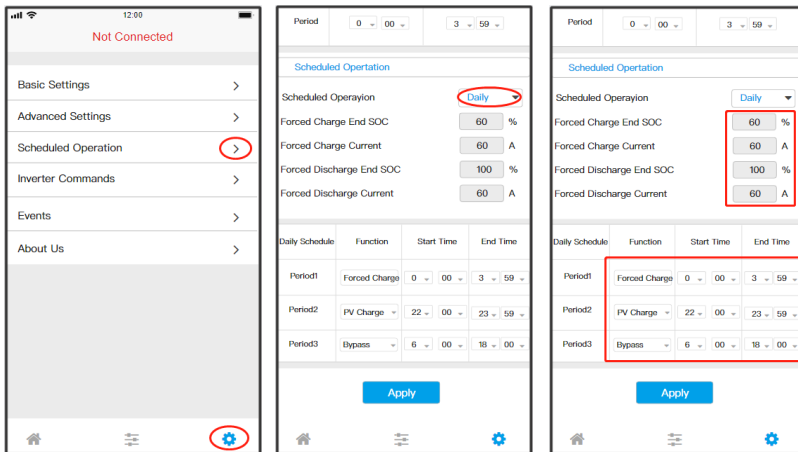 12:00
Not Connected
Basic Settings
Advanced Settings
Scheduled Operation
Inverter Commands
Events
About Us
Period 0 00 3 59
Scheduled Opertation
Scheduled Operayion Daily
Forced Charge End SOC 60 %
Forced Charge Current 60 A
Forced Discharge End SOC 100 %
Forced Discharge Current 60 A
Daily Schedule Function Start Time End Time
Period1 Forced Charge 0 00 3 59
Period2 PV Charge 22 00 23 59
Period3 Bypass 6 00 18 00
Apply
Period 0 00 3 59
Scheduled Opertation
Scheduled Operayion Daily
Forced Charge End SOC 60 %
Forced Charge Current 60 A
Forced Discharge End SOC 100 %
Forced Discharge Current 60 A
Daily Schedule Function Start Time End Time
Period1 Forced Charge 0 00 3 59
Period2 PV Charge 22 00 23 59
Period3 Bypass 6 00 18 00
Apply